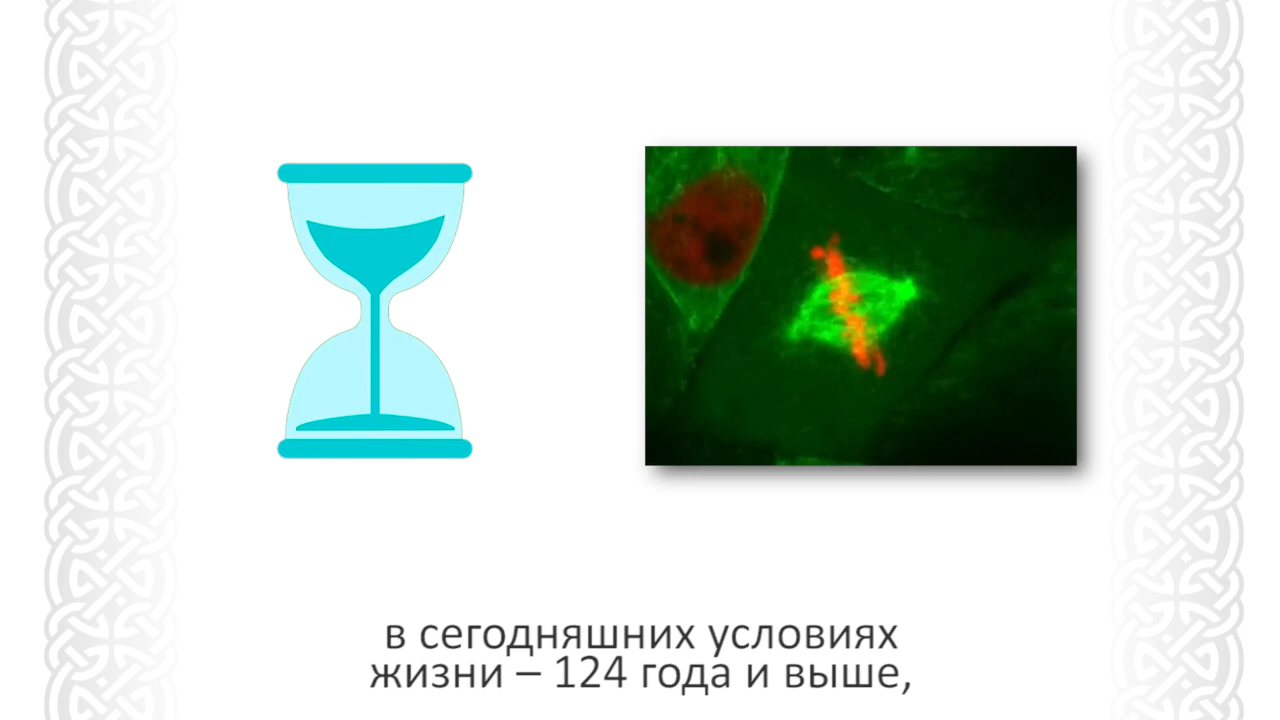 в сегодняшних условиях
жизни – 124 года и выше,